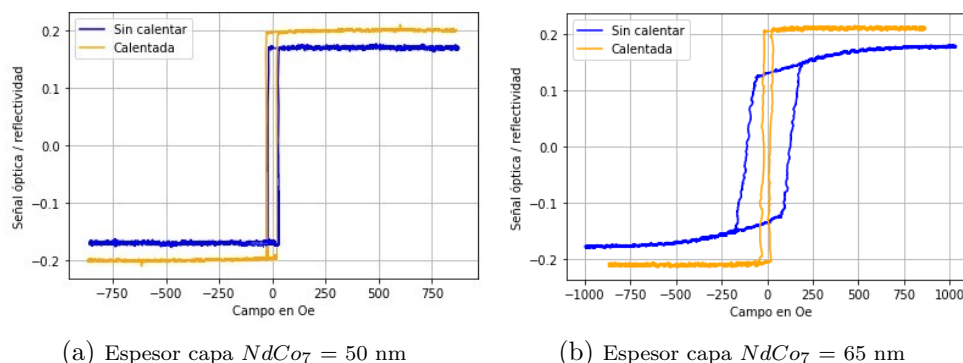 0.2
0.1
0.0
−0.1
−0.2
Señal óptica / reflectividad
Sin calentar
Calentada
−750 −500 −250 0 250 500 750
Campo en Oe
(a) Espesor capa NdCo₇ = 50 nm
0.2
0.1
0.0
−0.1
−0.2
Señal óptica / reflectividad
Sin calentar
Calentada
−1000 −750 −500 −250 0 250 500 750 1000
Campo en Oe
(b) Espesor capa NdCo₇ = 65 nm